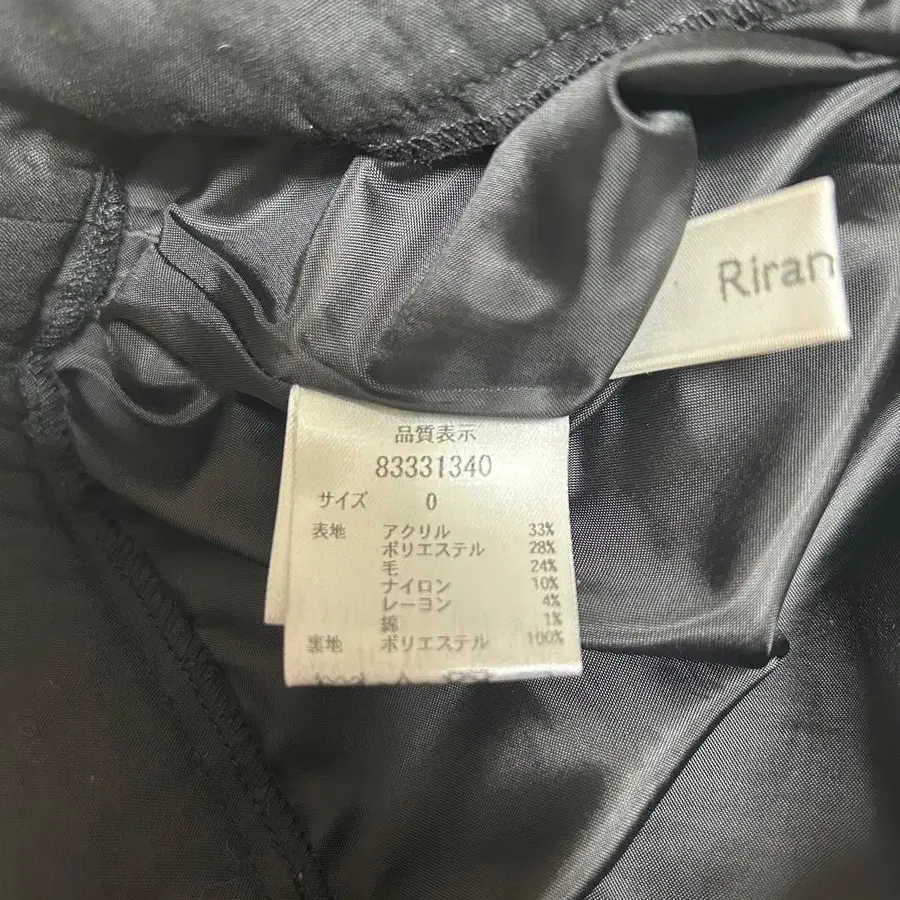 Riran
品質表示
83331340
サイズ 0
表地 アクリル 33%
ポリエステル 28%
毛 24%
ナイロン 10%
レーヨン 4%
綿 1%
裏地 ポリエステル 100%